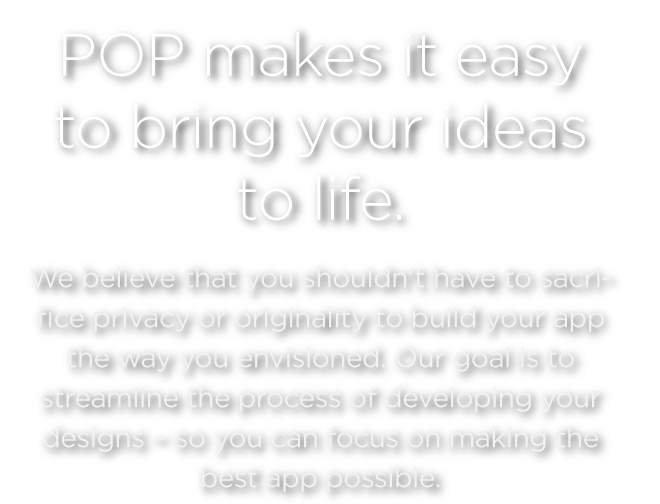 POP makes it easy
to bring your ideas
to life.
We believe that you shouldn't have to sacri-
fice privacy or originality to build your app
the way you envisioned. Our goal is to
streamline the process of developing your
designs – so you can focus on making the
best app possible.